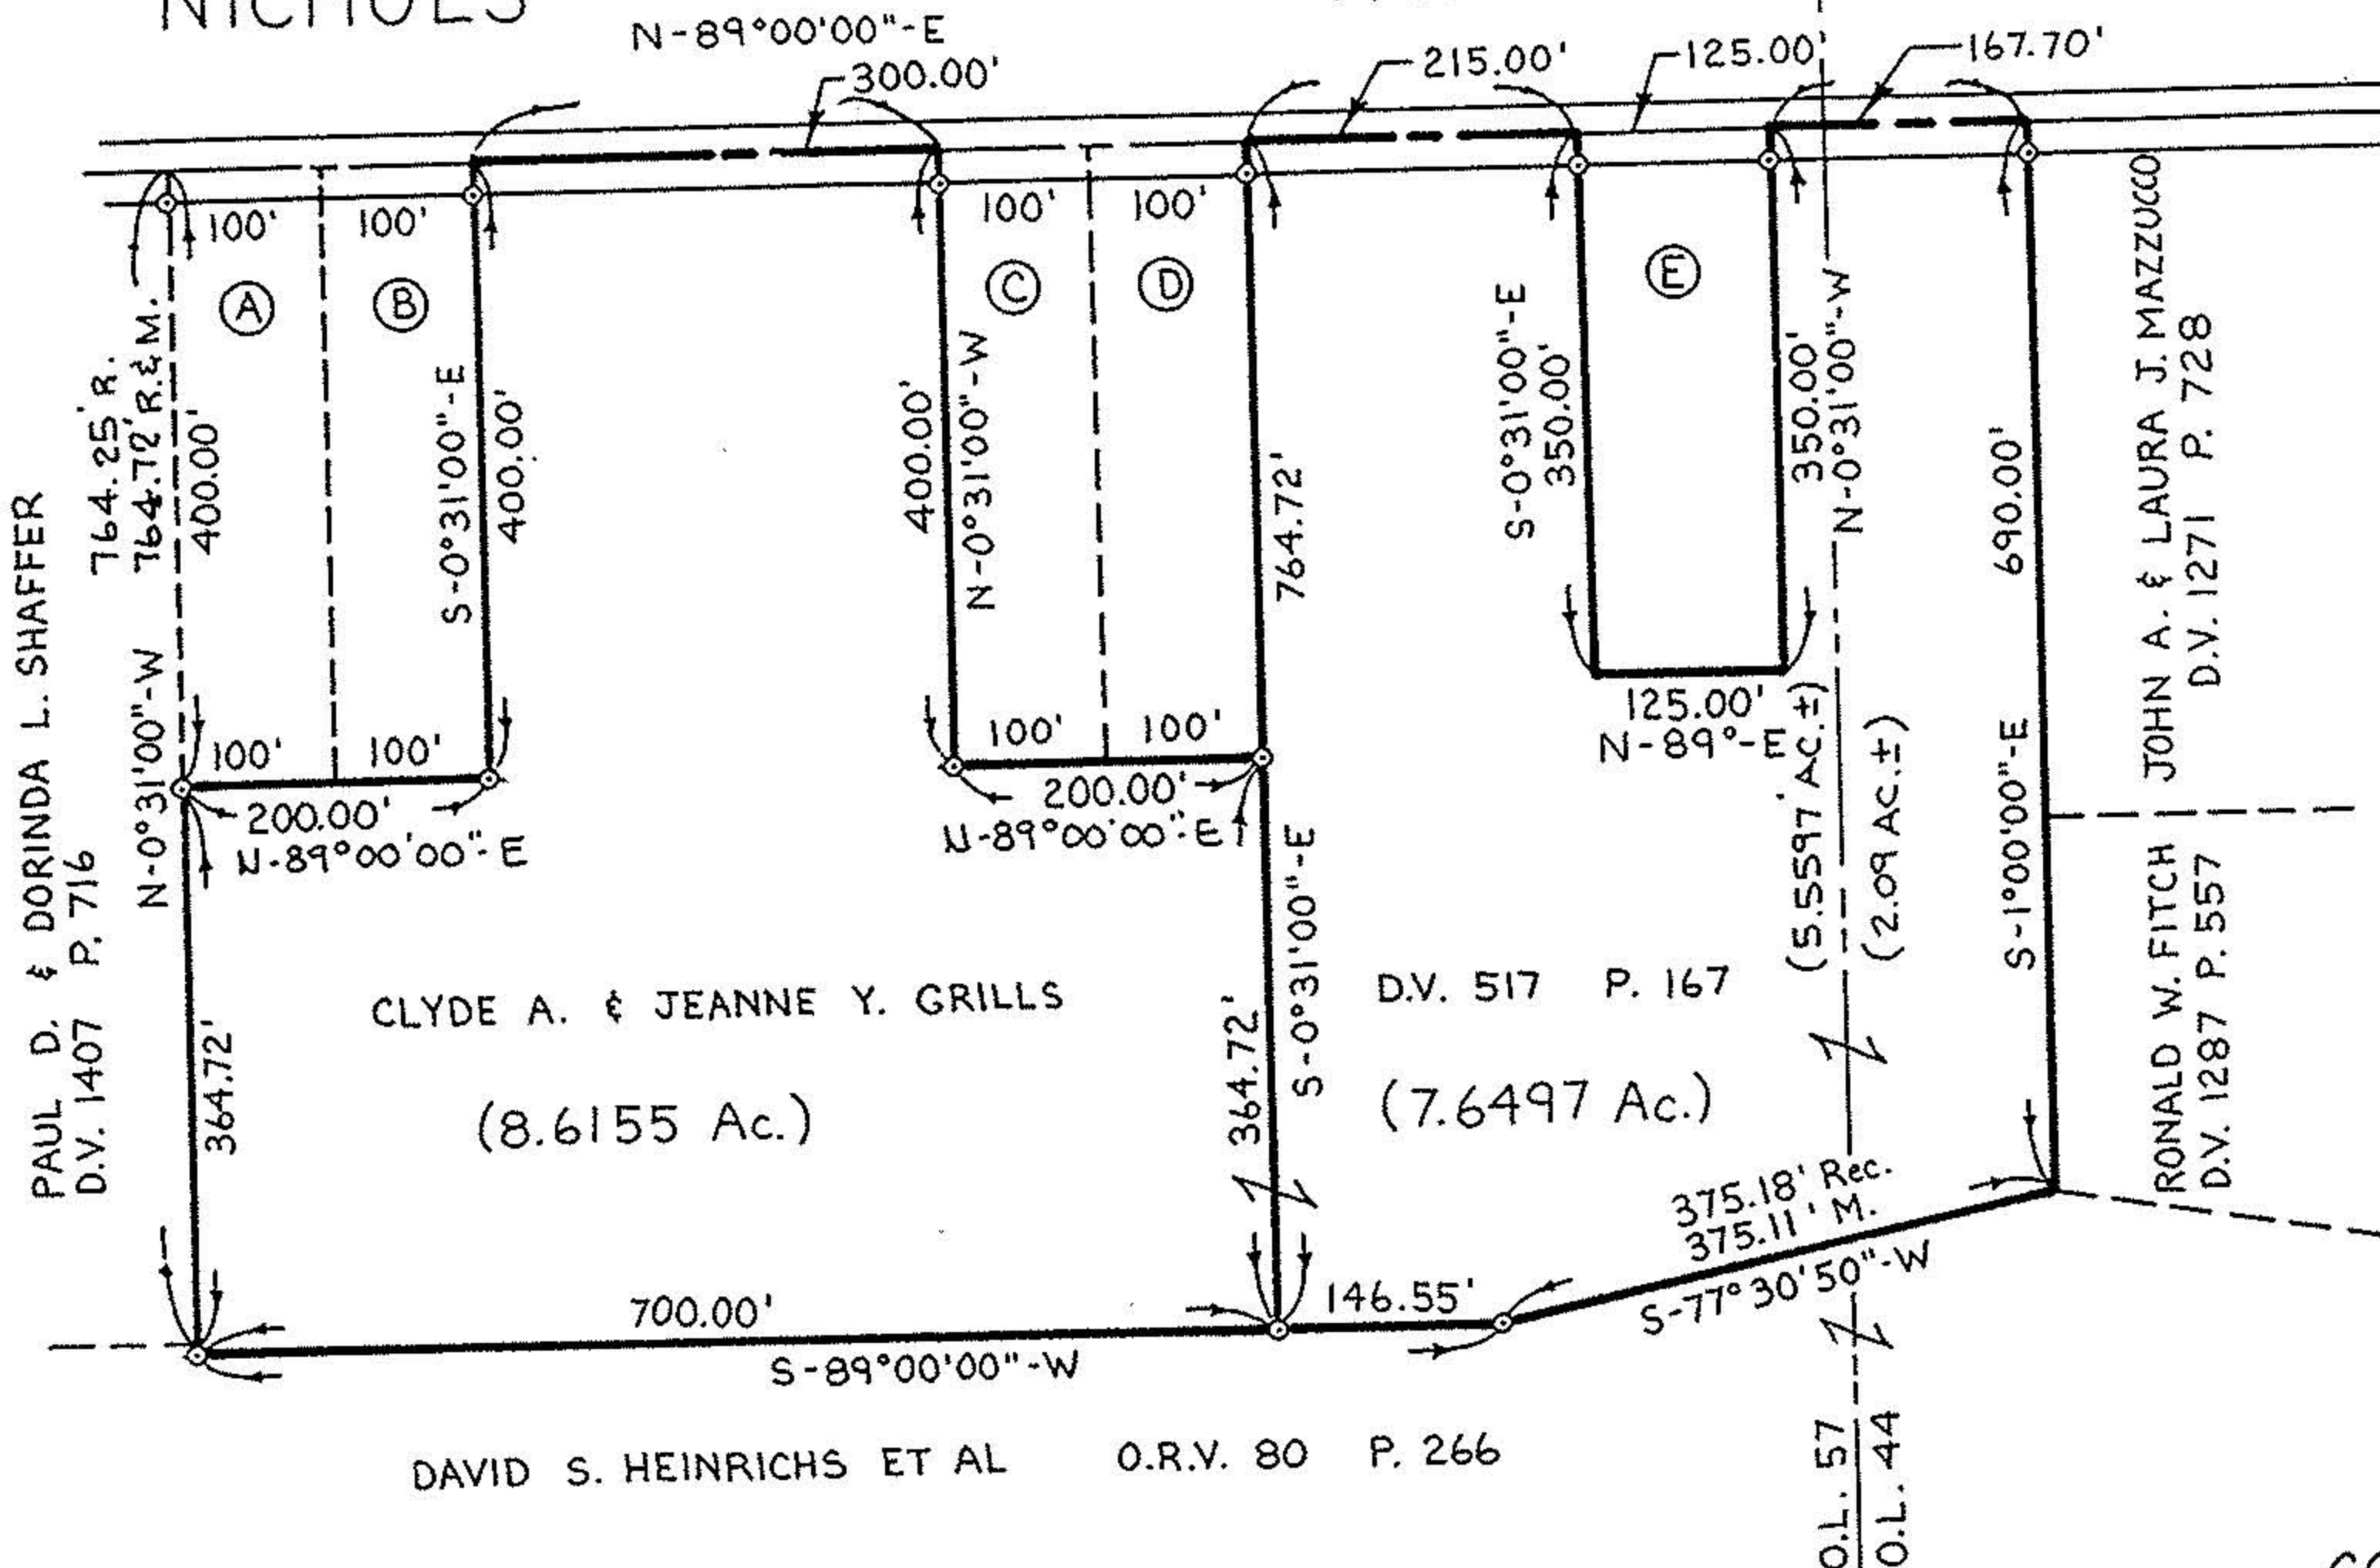 NICHOLS
N-89°00'00"-E
300.00'
215.00'
125.00'
167.70'
100'
100'
100'
100'
A
B
C
D
E
PAUL D. & DORINDA L. SHAFFER
D.V. 1407 P. 716
764.25' R.
764.72' R.& M.
N-0°31'00"-W
400.00'
S-0°31'00"-E
400.00'
400.00'
N-0°31'00"-W
764.72'
S-0°31'00"-E
350.00'
350.00'
N-0°31'00"-W
690.00'
S-1°00'00"-E
JOHN A. & LAURA J. MAZZUCCO
D.V. 1271 P. 728
100'
100'
200.00'
N-89°00'00"-E
100'
100'
200.00'
N-89°00'00"-E
125.00'
N-89°-E
(5.5597 AC.±)
(2.09 AC.±)
RONALD W. FITCH
D.V. 1287 P. 557
364.72'
CLYDE A. & JEANNE Y. GRILLS
(8.6155 Ac.)
364.72'
S-0°31'00"-E
D.V. 517 P. 167
(7.6497 Ac.)
375.18' Rec.
375.11' M.
S-77°30'50"-W
700.00'
146.55'
S-89°00'00"-W
DAVID S. HEINRICHS ET AL O.R.V. 80 P. 266
O.L. 57
O.L. 44